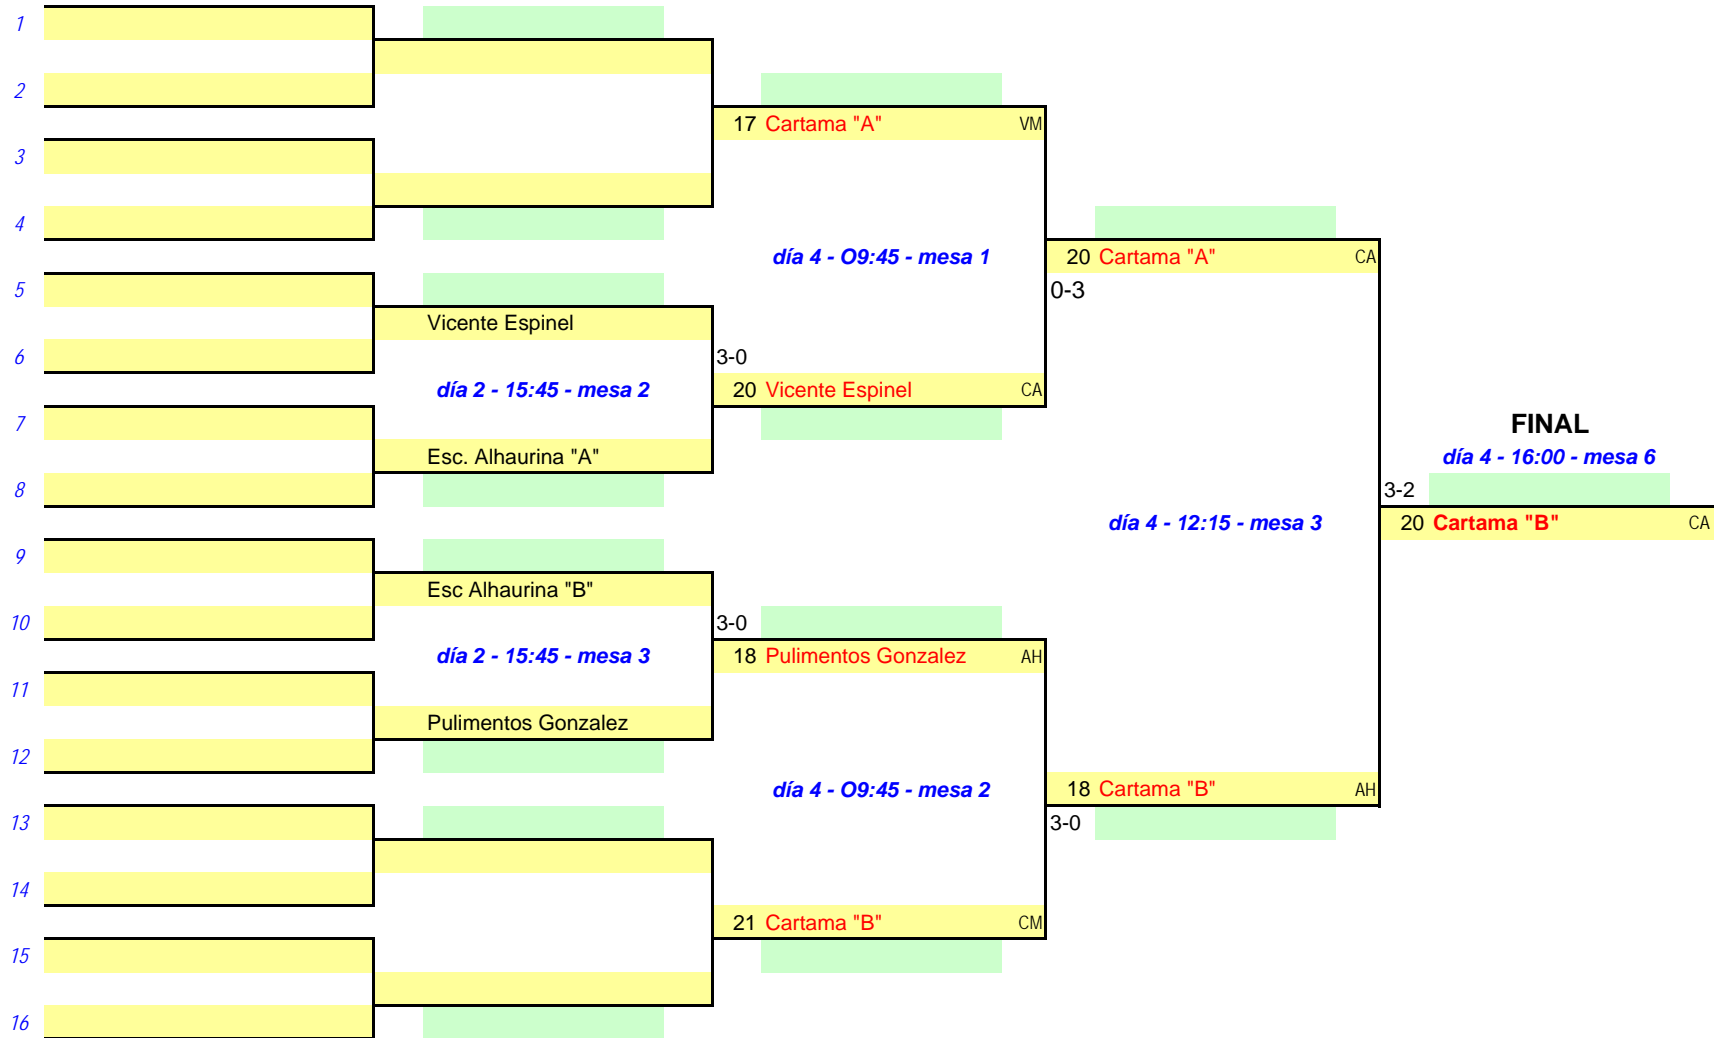 1
2
17 Cartama "A" VM
3
4
día 4 - O9:45 - mesa 1
20 Cartama "A" CA
5
0-3
Vicente Espinel
6
3-0
día 2 - 15:45 - mesa 2
20 Vicente Espinel CA
7
FINAL
Esc. Alhaurina "A"
día 4 - 16:00 - mesa 6
8
3-2
día 4 - 12:15 - mesa 3
20 Cartama "B" CA
9
Esc Alhaurina "B"
10
3-0
día 2 - 15:45 - mesa 3
18 Pulimentos Gonzalez AH
11
Pulimentos Gonzalez
12
día 4 - O9:45 - mesa 2
18 Cartama "B" AH
13
3-0
14
21 Cartama "B" CM
15
16